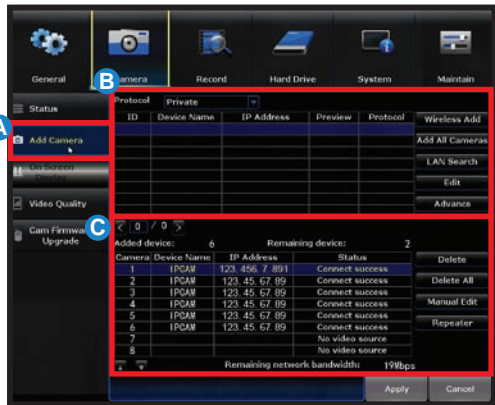 General Camera Record Hard Drive System Maintain
B
Status
A
Add Camera
On Screen
Display
Video Quality
Cam Firmware
Upgrade
Protocol Private
ID Device Name IP Address Preview Protocol
Wireless Add
Add All Cameras
LAN Search
Edit
Advance
C
0 / 0
Added device: 6 Remaining device: 2
Camera Device Name IP Address Status
1 IPCAM 123. 456. 7. 891 Connect success
2 IPCAM 123. 45. 67. 89 Connect success
3 IPCAM 123. 45. 67. 89 Connect success
4 IPCAM 123. 45. 67. 89 Connect success
5 IPCAM 123. 45. 67. 89 Connect success
6 IPCAM 123. 45. 67. 89 Connect success
7 No video source
8 No video source
Delete
Delete All
Manual Edit
Repeater
Remaining network bandwidth: 19Mbps
Apply Cancel